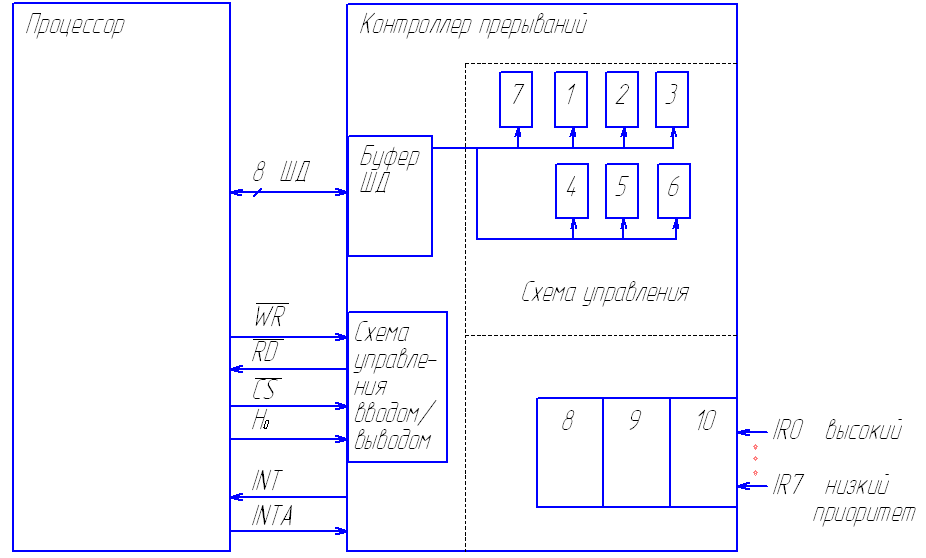 Процессор
Контроллер прерываний
7 1 2 3
Буфер
ШД
8 ШД
4 5 6
Схема управления
WR
Схема
управле-
ния
вводом/
выводом
RD
CS
H₀
8 9 10
IR0 высокий
IR7 низкий
приоритет
INT
INTA